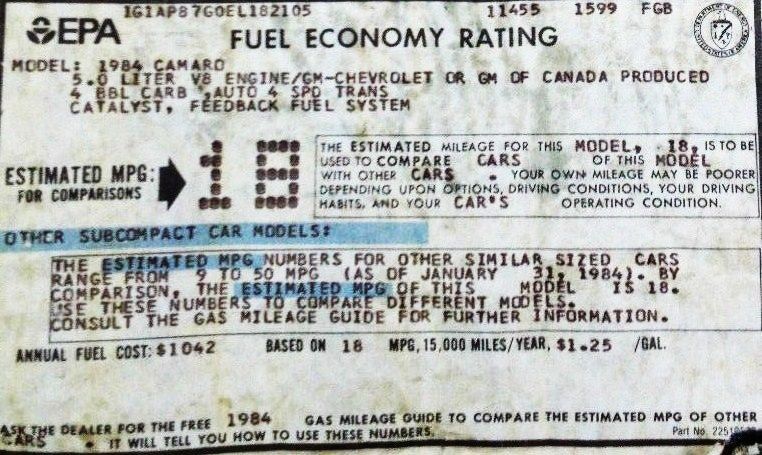 1G1AP87G0EL182105 11455 1599 FGB
EPA FUEL ECONOMY RATING
MODEL: 1984 CAMARO
5.0 LITER V8 ENGINE/GM-CHEVROLET OR GM OF CANADA PRODUCED
4 BBL CARB ,AUTO 4 SPD TRANS
CATALYST, FEEDBACK FUEL SYSTEM
ESTIMATED MPG:
FOR COMPARISONS
18
THE ESTIMATED MILEAGE FOR THIS MODEL, 18, IS TO BE
USED TO COMPARE CARS OF THIS MODEL
WITH OTHER CARS . YOUR OWN MILEAGE MAY BE POORER
DEPENDING UPON OPTIONS, DRIVING CONDITIONS, YOUR DRIVING
HABITS, AND YOUR CAR'S OPERATING CONDITION.
OTHER SUBCOMPACT CAR MODELS:
THE ESTIMATED MPG NUMBERS FOR OTHER SIMILAR SIZED CARS
RANGE FROM 9 TO 50 MPG (AS OF JANUARY 31, 1984). BY
COMPARISON, THE ESTIMATED MPG OF THIS MODEL IS 18.
USE THESE NUMBERS TO COMPARE DIFFERENT MODELS.
CONSULT THE GAS MILEAGE GUIDE FOR FURTHER INFORMATION.
ANNUAL FUEL COST: $1042 BASED ON 18 MPG, 15,000 MILES/YEAR, $1.25 /GAL.
ASK THE DEALER FOR THE FREE 1984 GAS MILEAGE GUIDE TO COMPARE THE ESTIMATED MPG OF OTHER
CARS . IT WILL TELL YOU HOW TO USE THESE NUMBERS. Part No.